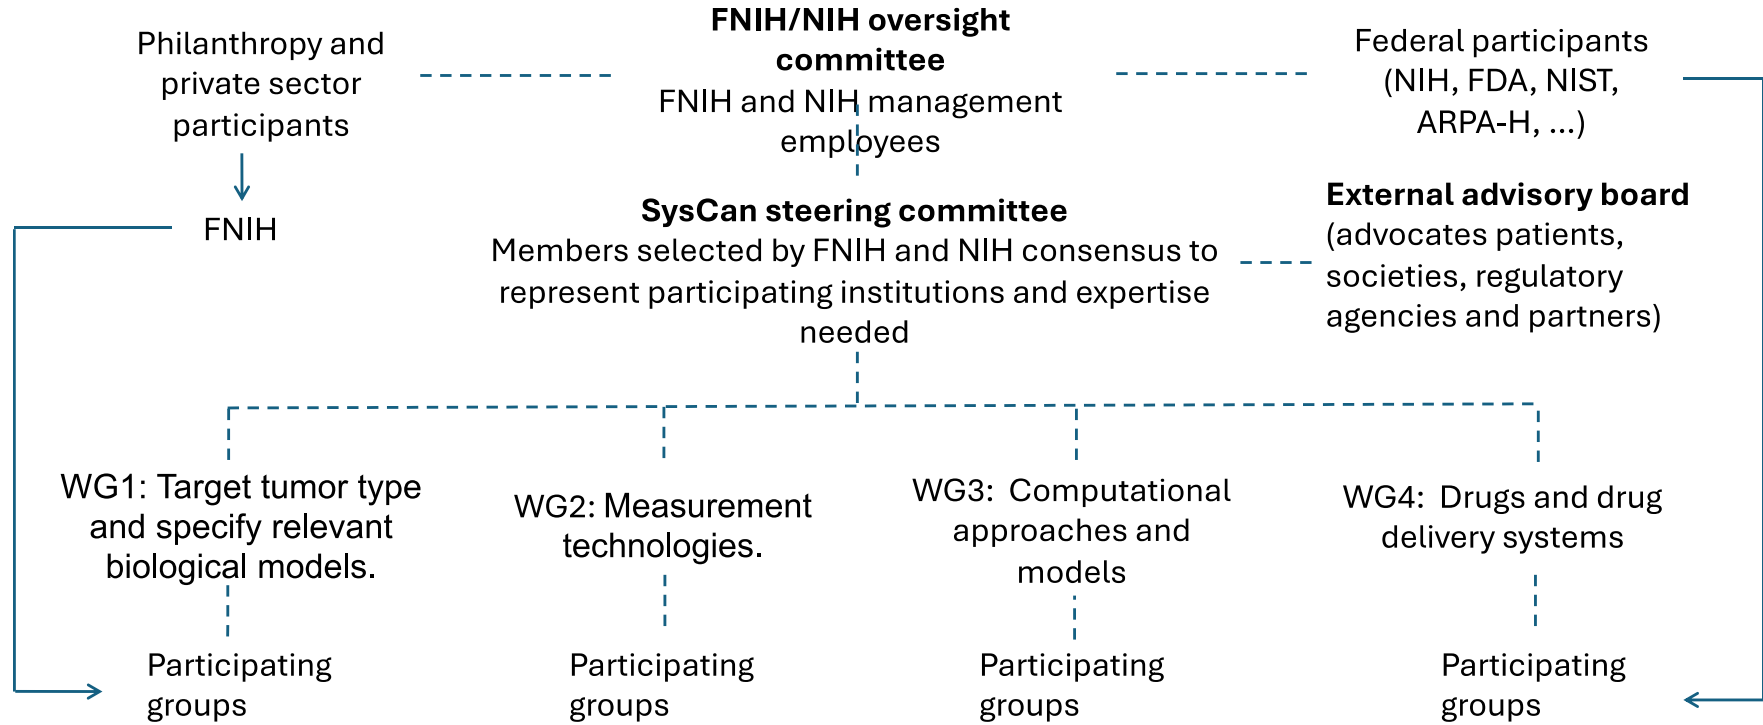 Philanthropy and
private sector
participants
FNIH/NIH oversight
committee
FNIH and NIH management
employees
Federal participants
(NIH, FDA, NIST,
ARPA-H, ...)
FNIH
SysCan steering committee
Members selected by FNIH and NIH consensus to
represent participating institutions and expertise
needed
External advisory board
(advocates patients,
societies, regulatory
agencies and partners)
WG1: Target tumor type
and specify relevant
biological models.
WG2: Measurement
technologies.
WG3:  Computational
approaches and
models
WG4:  Drugs and drug
delivery systems
Participating
groups
Participating
groups
Participating
groups
Participating
groups